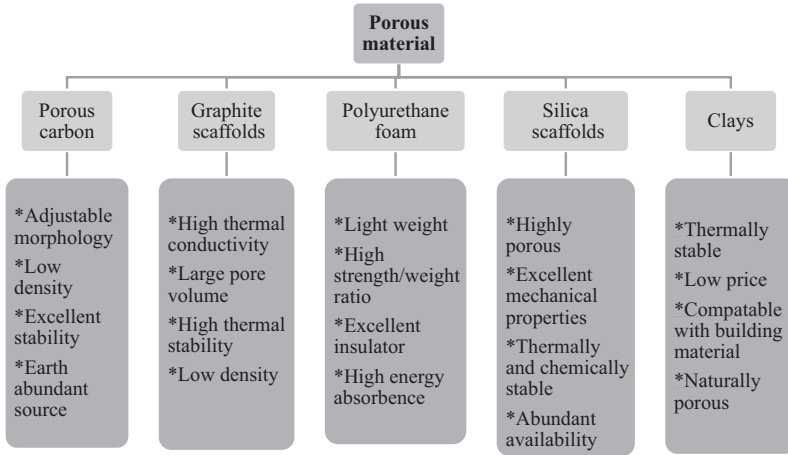 Porous
material
Porous
carbon
Graphite
scaffolds
Polyurethane
foam
Silica
scaffolds
Clays
*Adjustable
morphology
*Low
density
*Excellent
stability
*Earth
abundant
source
*High thermal
conductivity
*Large pore
volume
*High thermal
stability
*Low density
*Light weight
*High
strength/weight
ratio
*Excellent
insulator
*High energy
absorbence
*Highly
porous
*Excellent
mechanical
properties
*Thermally
and chemically
stable
*Abundant
availability
*Thermally
stable
*Low price
*Compatable
with building
material
*Naturally
porous